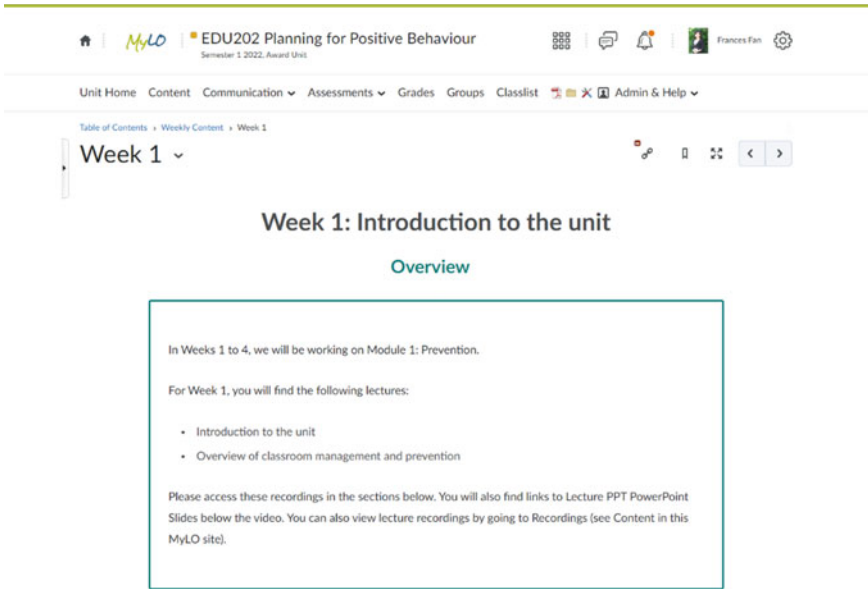 MyLO
EDU202 Planning for Positive Behaviour
Semester 1 2022, Award Unit
Frances Fan
Unit Home Content Communication Assessments Grades Groups Classlist Admin & Help
Table of Contents › Weekly Content › Week 1
Week 1
Week 1: Introduction to the unit
Overview
In Weeks 1 to 4, we will be working on Module 1: Prevention.
For Week 1, you will find the following lectures:
• Introduction to the unit
• Overview of classroom management and prevention
Please access these recordings in the sections below. You will also find links to Lecture PPT PowerPoint
Slides below the video. You can also view lecture recordings by going to Recordings (see Content in this
MyLO site).